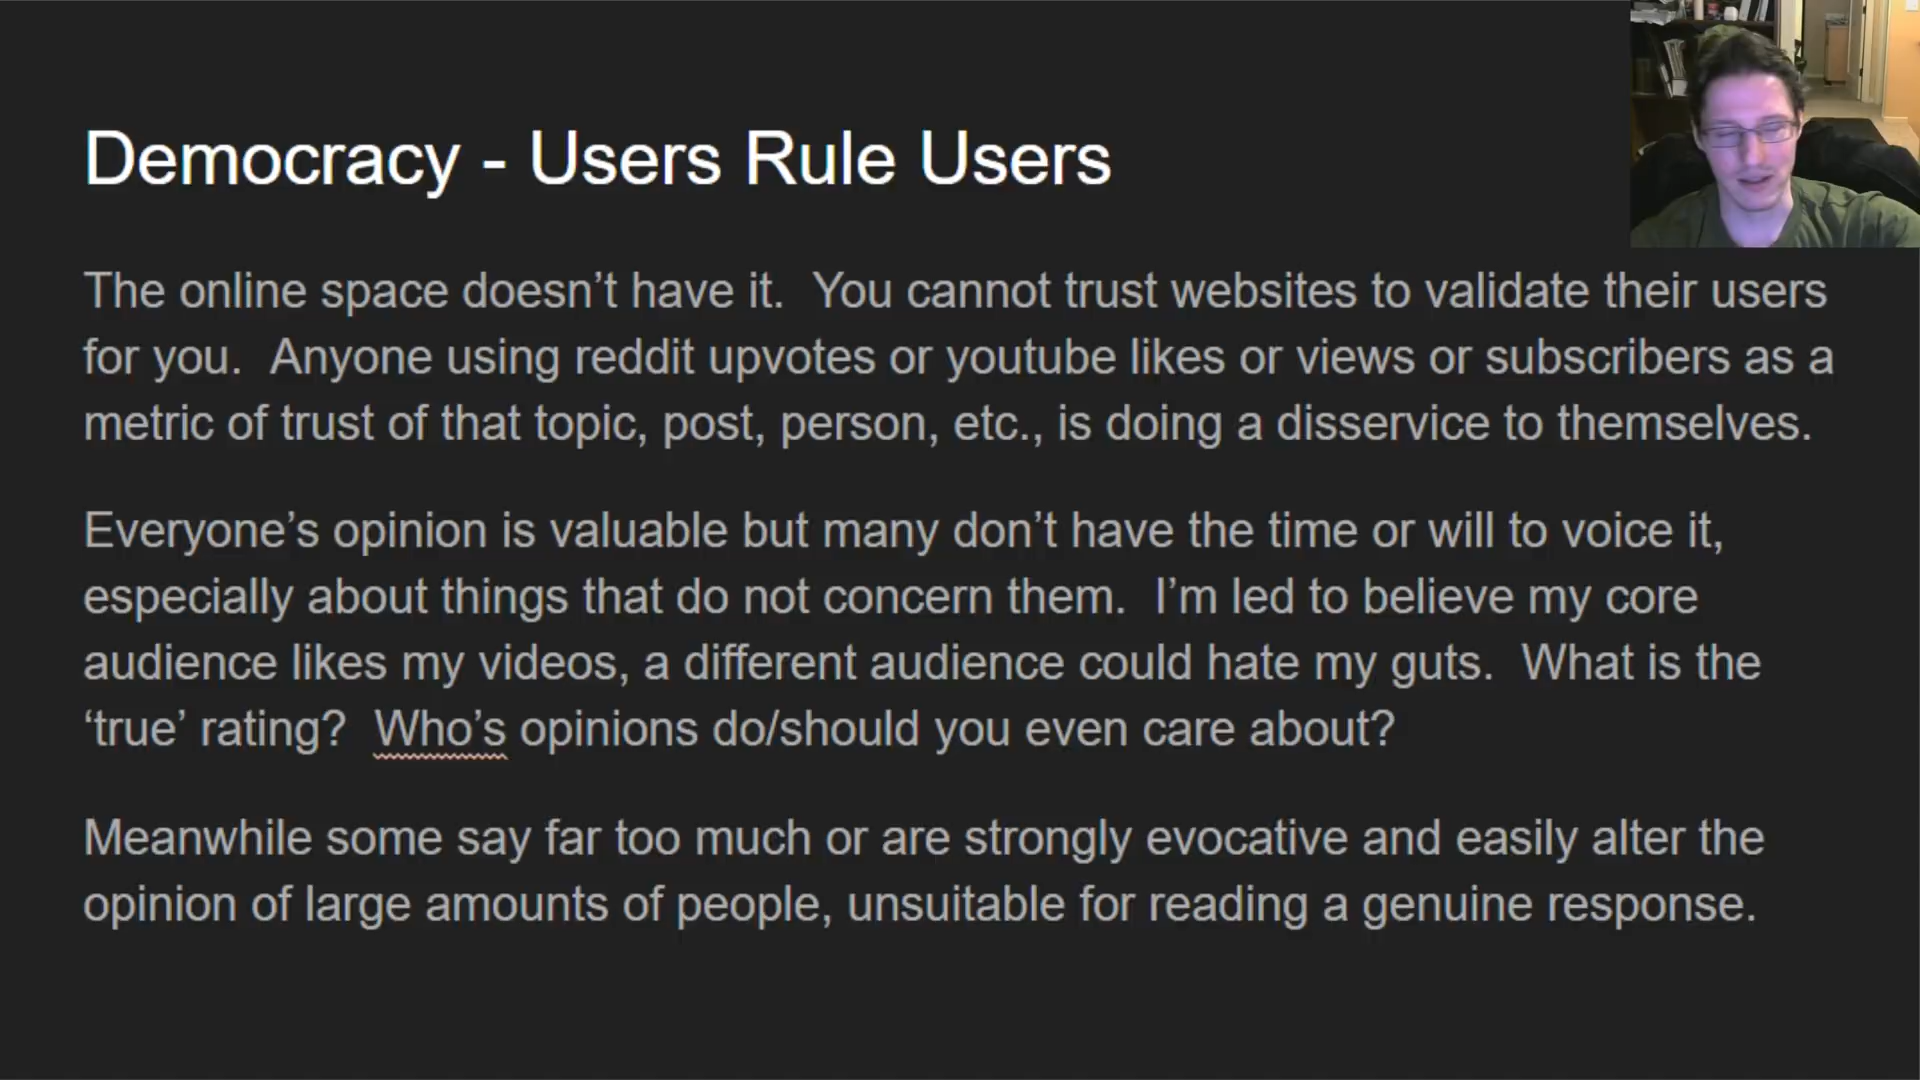 Democracy - Users Rule Users
The online space doesn’t have it.  You cannot trust websites to validate their users
for you.  Anyone using reddit upvotes or youtube likes or views or subscribers as a
metric of trust of that topic, post, person, etc., is doing a disservice to themselves.
Everyone’s opinion is valuable but many don’t have the time or will to voice it,
especially about things that do not concern them.  I’m led to believe my core
audience likes my videos, a different audience could hate my guts.  What is the
‘true’ rating?  Who’s opinions do/should you even care about?
Meanwhile some say far too much or are strongly evocative and easily alter the
opinion of large amounts of people, unsuitable for reading a genuine response.